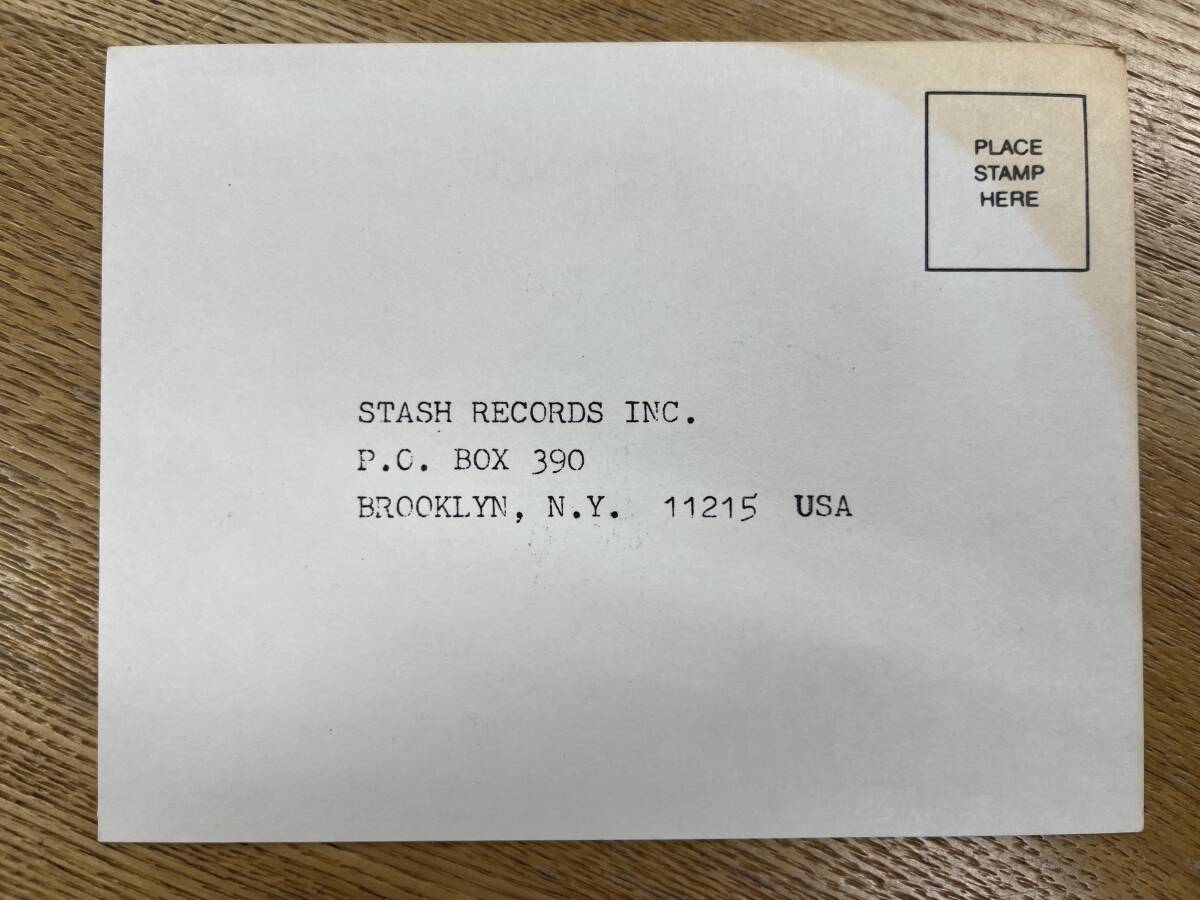 PLACE
STAMP
HERE
STASH RECORDS INC.
P.O. BOX 390
BROOKLYN, N.Y. 11215 USA